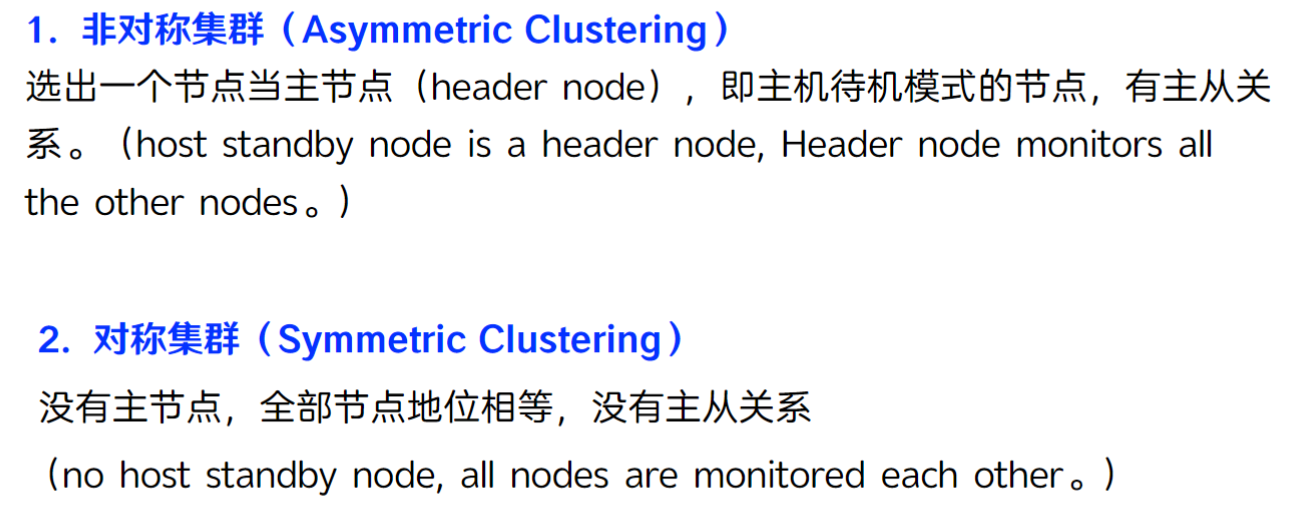 1. 非对称集群（Asymmetric Clustering）
选出一个节点当主节点（header node），即主机待机模式的节点，有主从关
系。（host standby node is a header node, Header node monitors all
the other nodes。）
2. 对称集群（Symmetric Clustering）
没有主节点，全部节点地位相等，没有主从关系
（no host standby node, all nodes are monitored each other。）